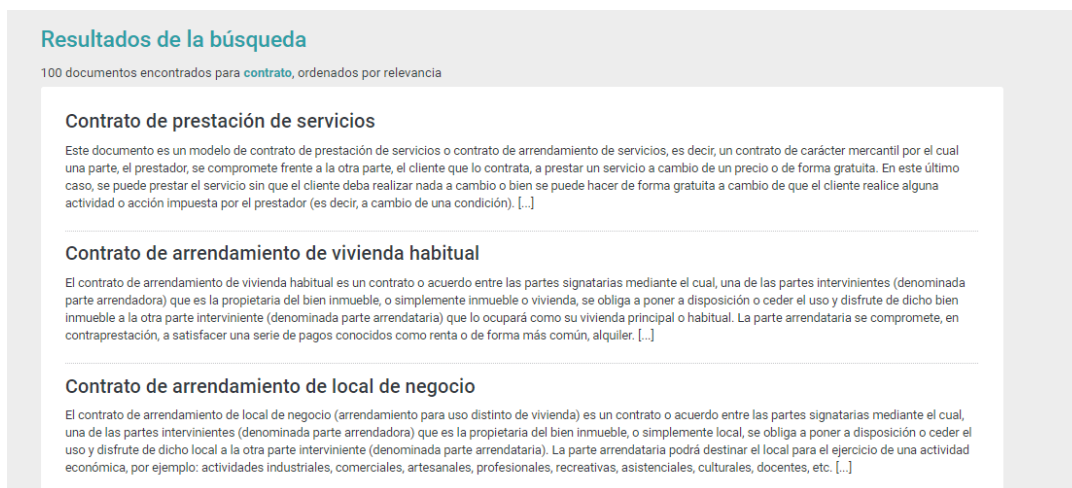 Resultados de la búsqueda
100 documentos encontrados para contrato, ordenados por relevancia
Contrato de prestación de servicios
Este documento es un modelo de contrato de prestación de servicios o contrato de arrendamiento de servicios, es decir, un contrato de carácter mercantil por el cual
una parte, el prestador, se compromete frente a la otra parte, el cliente que lo contrata, a prestar un servicio a cambio de un precio o de forma gratuita. En este último
caso, se puede prestar el servicio sin que el cliente deba realizar nada a cambio o bien se puede hacer de forma gratuita a cambio de que el cliente realice alguna
actividad o acción impuesta por el prestador (es decir, a cambio de una condición). [...]
Contrato de arrendamiento de vivienda habitual
El contrato de arrendamiento de vivienda habitual es un contrato o acuerdo entre las partes signatarias mediante el cual, una de las partes intervinientes (denominada
parte arrendadora) que es la propietaria del bien inmueble, o simplemente inmueble o vivienda, se obliga a poner a disposición o ceder el uso y disfrute de dicho bien
inmueble a la otra parte interviniente (denominada parte arrendataria) que lo ocupará como su vivienda principal o habitual. La parte arrendataria se compromete, en
contraprestación, a satisfacer una serie de pagos conocidos como renta o de forma más común, alquiler. [...]
Contrato de arrendamiento de local de negocio
El contrato de arrendamiento de local de negocio (arrendamiento para uso distinto de vivienda) es un contrato o acuerdo entre las partes signatarias mediante el cual,
una de las partes intervinientes (denominada parte arrendadora) que es la propietaria del bien inmueble, o simplemente local, se obliga a poner a disposición o ceder el
uso y disfrute de dicho local a la otra parte interviniente (denominada parte arrendataria). La parte arrendataria podrá destinar el local para el ejercicio de una actividad
económica, por ejemplo: actividades industriales, comerciales, artesanales, profesionales, recreativas, asistenciales, culturales, docentes, etc. [...]